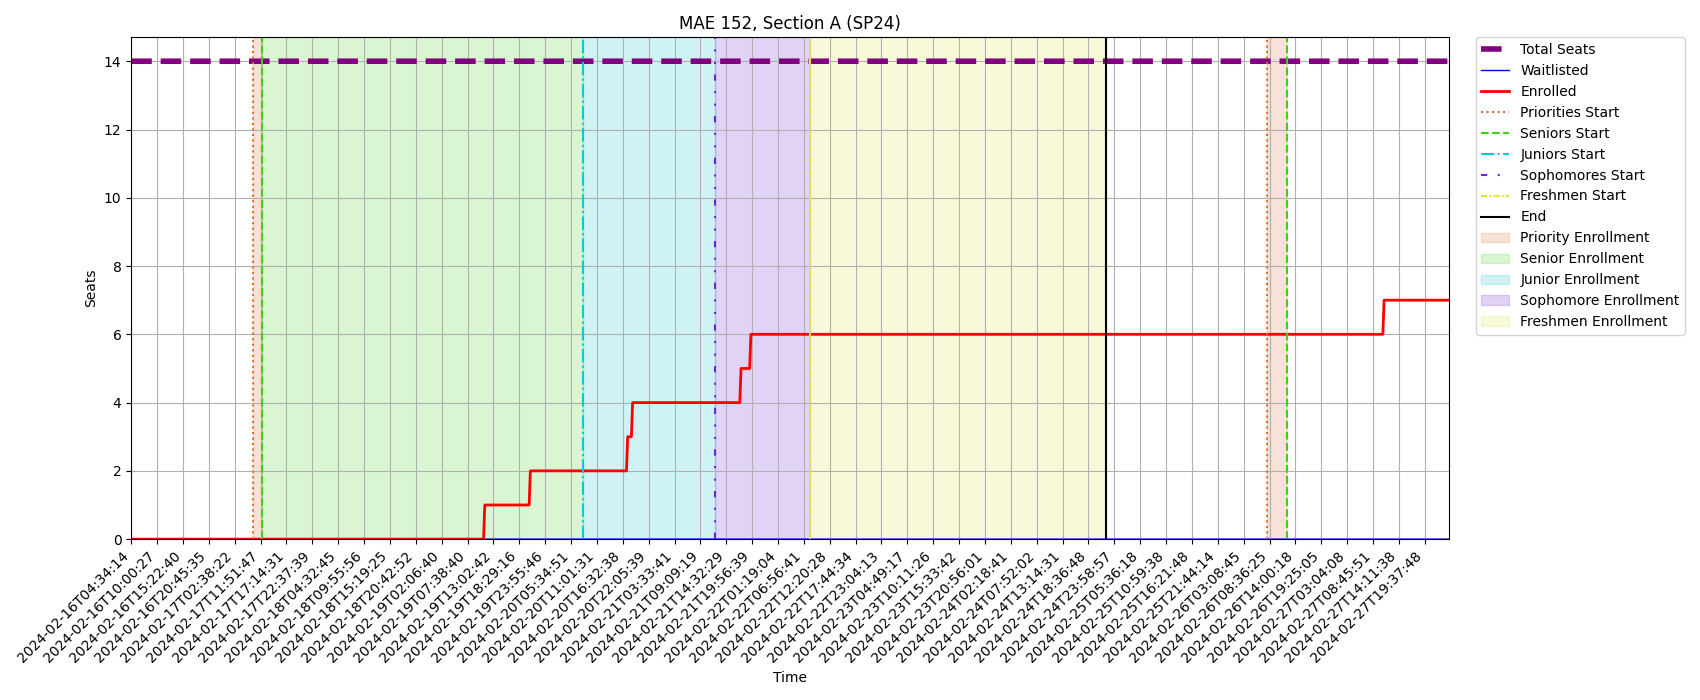 MAE 152, Section A (SP24)
14
12
10
8
6
4
2
0
Seats
2024-02-16T04:34:14
2024-02-16T10:00:27
2024-02-16T15:22:40
2024-02-16T20:45:35
2024-02-17T02:38:22
2024-02-17T11:51:47
2024-02-17T17:14:31
2024-02-17T22:37:39
2024-02-18T04:32:45
2024-02-18T09:55:56
2024-02-18T15:19:25
2024-02-18T20:42:52
2024-02-19T02:06:40
2024-02-19T07:38:40
2024-02-19T13:02:42
2024-02-19T18:29:16
2024-02-19T23:55:46
2024-02-20T05:34:51
2024-02-20T11:01:31
2024-02-20T16:32:38
2024-02-20T22:05:39
2024-02-21T03:33:41
2024-02-21T09:09:19
2024-02-21T14:32:29
2024-02-21T19:56:39
2024-02-22T01:19:04
2024-02-22T06:56:41
2024-02-22T12:20:28
2024-02-22T17:44:34
2024-02-22T23:04:13
2024-02-23T04:49:17
2024-02-23T10:11:26
2024-02-23T15:33:42
2024-02-23T20:56:01
2024-02-24T02:18:41
2024-02-24T07:52:02
2024-02-24T13:14:31
2024-02-24T18:36:48
2024-02-24T23:58:57
2024-02-25T05:36:18
2024-02-25T10:59:38
2024-02-25T16:21:48
2024-02-25T21:44:14
2024-02-26T03:08:45
2024-02-26T08:36:25
2024-02-26T14:00:18
2024-02-26T19:25:05
2024-02-27T03:04:08
2024-02-27T08:45:51
2024-02-27T14:11:38
2024-02-27T19:37:48
Time
Total Seats
Waitlisted
Enrolled
Priorities Start
Seniors Start
Juniors Start
Sophomores Start
Freshmen Start
End
Priority Enrollment
Senior Enrollment
Junior Enrollment
Sophomore Enrollment
Freshmen Enrollment